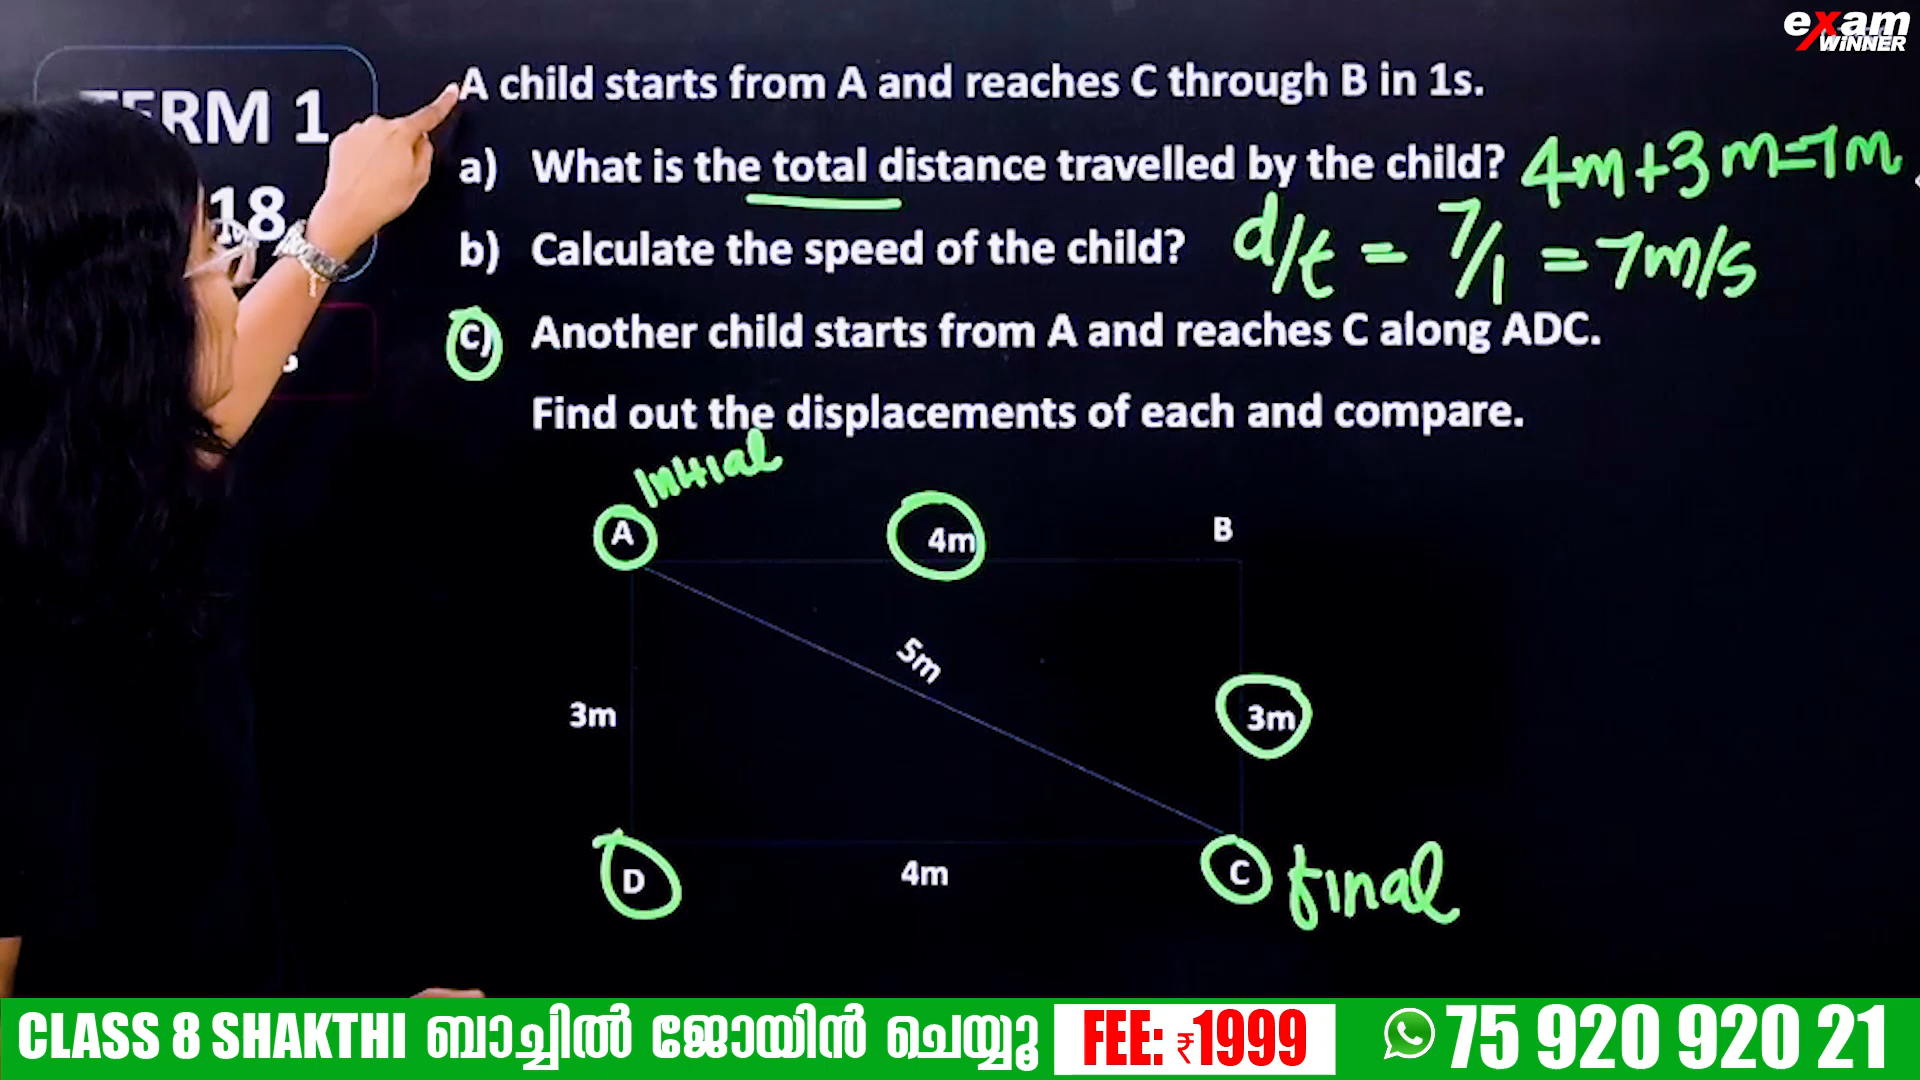 exam
WINNER
TERM 1
18
A child starts from A and reaches C through B in 1s.
a) What is the total distance travelled by the child? 4m+3m=7m
b) Calculate the speed of the child? d/t = 7/1 = 7m/s
c) Another child starts from A and reaches C along ADC.
Find out the displacements of each and compare.
Initial
A 4m B
5m
3m 3m
D 4m C final
CLASS 8 SHAKTHI ബാച്ചിൽ ജോയിൻ ചെയ്യൂ FEE: ₹1999 75 920 920 21